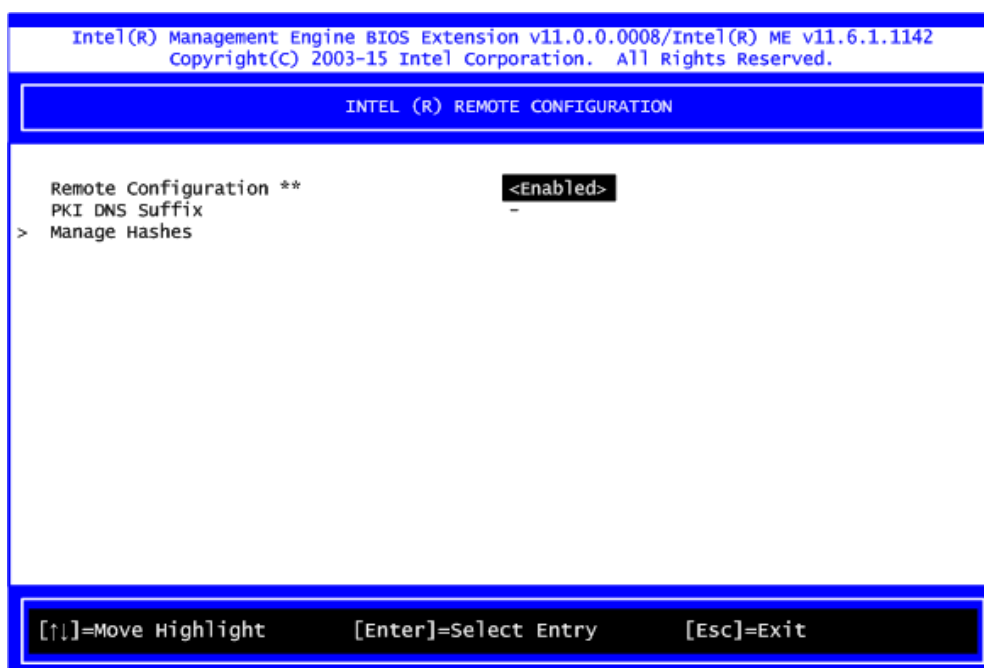 Intel(R) Management Engine BIOS Extension v11.0.0.0008/Intel(R) ME v11.6.1.1142
Copyright(C) 2003-15 Intel Corporation. All Rights Reserved.
INTEL (R) REMOTE CONFIGURATION
Remote Configuration ** <Enabled>
PKI DNS Suffix -
> Manage Hashes
[↑↓]=Move Highlight [Enter]=Select Entry [Esc]=Exit